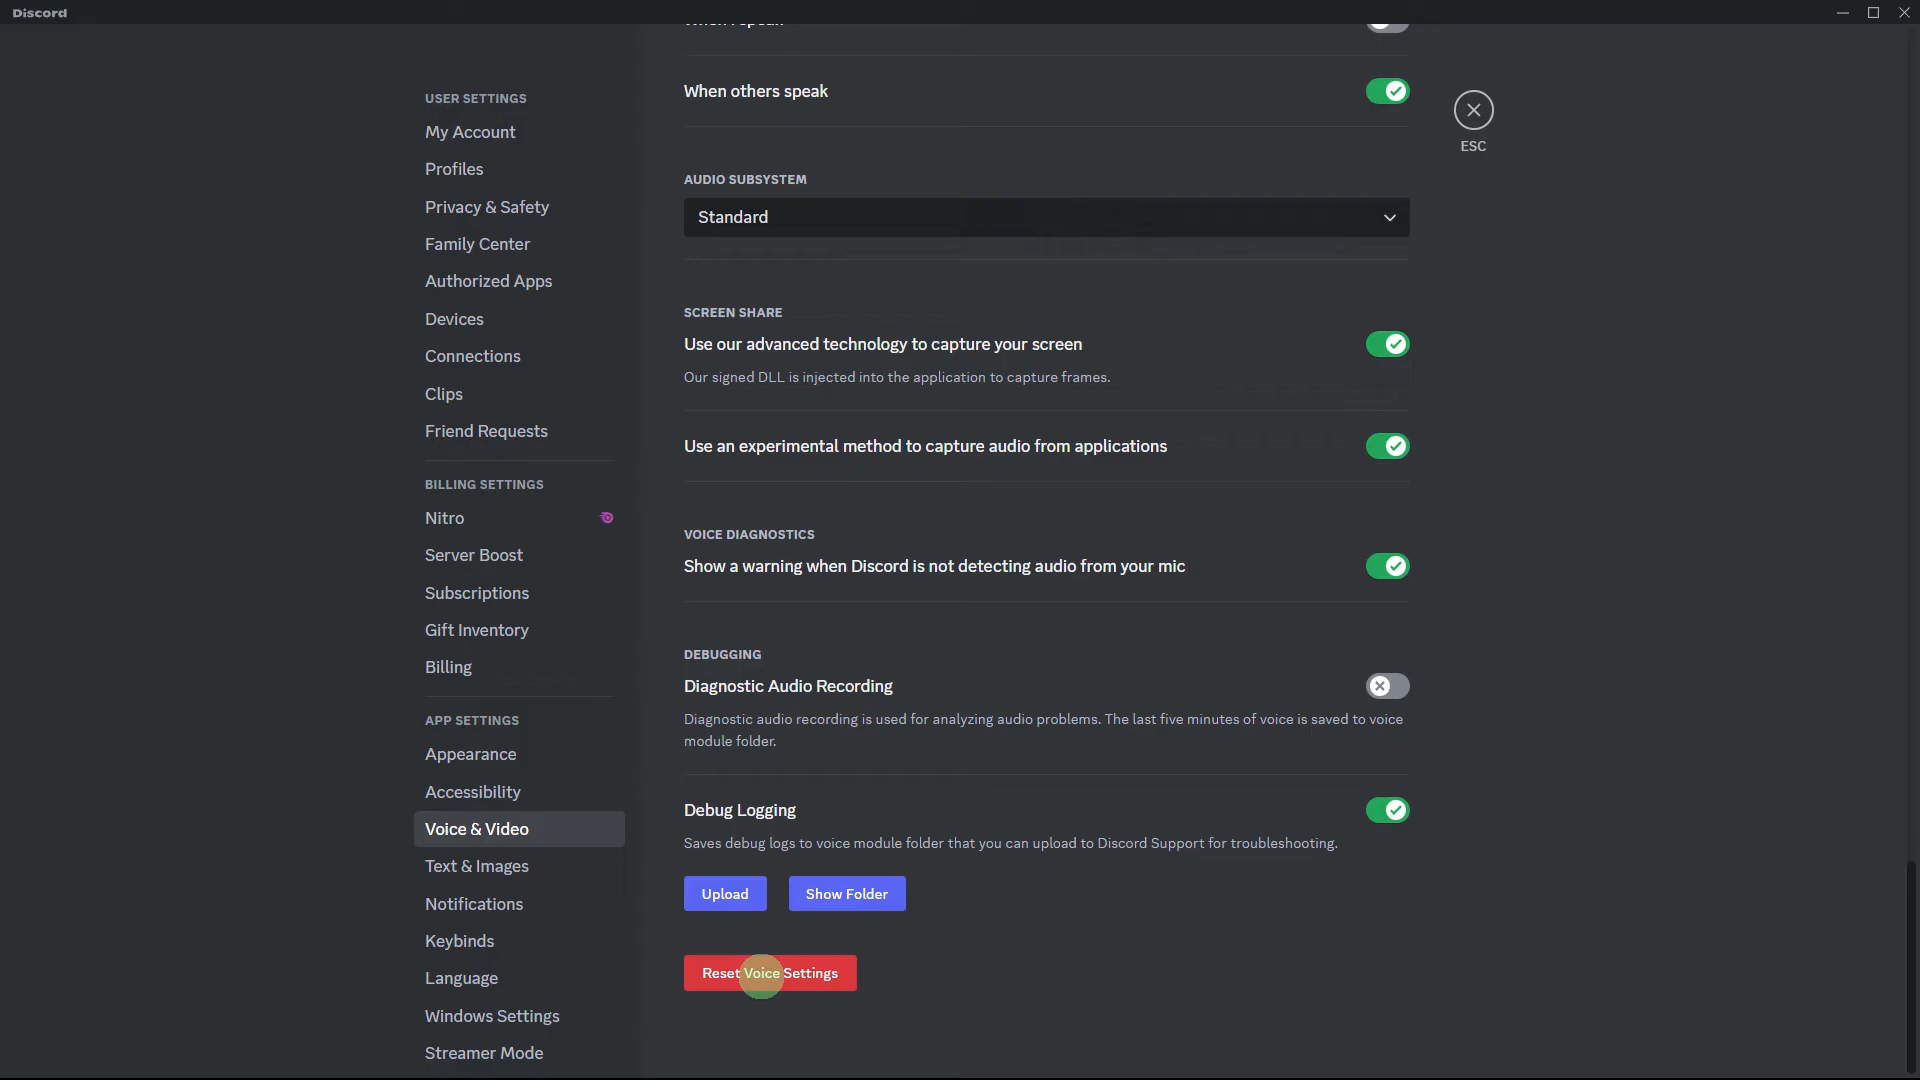 Discord
When I speak
USER SETTINGS
My Account
Profiles
Privacy & Safety
Family Center
Authorized Apps
Devices
Connections
Clips
Friend Requests
BILLING SETTINGS
Nitro
Server Boost
Subscriptions
Gift Inventory
Billing
APP SETTINGS
Appearance
Accessibility
Voice & Video
Text & Images
Notifications
Keybinds
Language
Windows Settings
Streamer Mode
When others speak
AUDIO SUBSYSTEM
Standard
SCREEN SHARE
Use our advanced technology to capture your screen
Our signed DLL is injected into the application to capture frames.
Use an experimental method to capture audio from applications
VOICE DIAGNOSTICS
Show a warning when Discord is not detecting audio from your mic
DEBUGGING
Diagnostic Audio Recording
Diagnostic audio recording is used for analyzing audio problems. The last five minutes of voice is saved to voice
module folder.
Debug Logging
Saves debug logs to voice module folder that you can upload to Discord Support for troubleshooting.
Upload
Show Folder
Reset Voice Settings
ESC